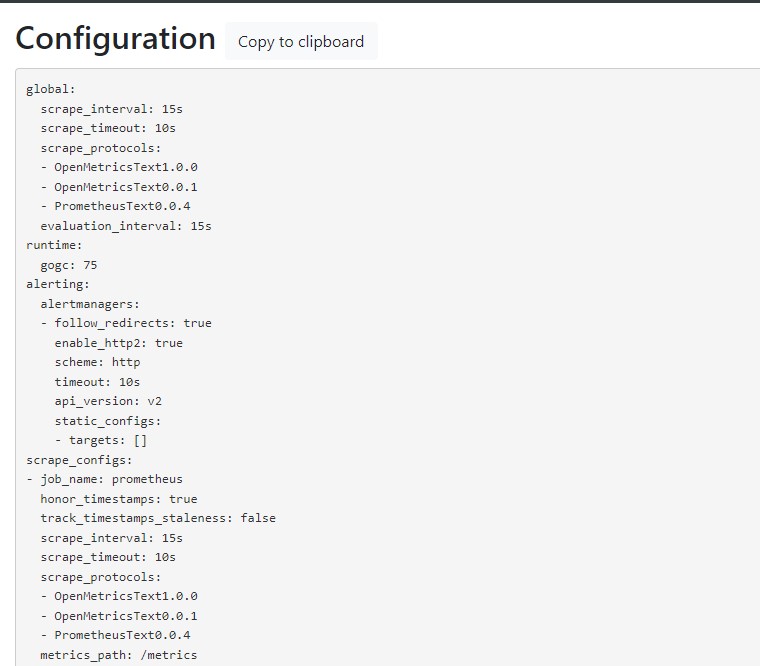 Configuration Copy to clipboard
global:
  scrape_interval: 15s
  scrape_timeout: 10s
  scrape_protocols:
  - OpenMetricsText1.0.0
  - OpenMetricsText0.0.1
  - PrometheusText0.0.4
  evaluation_interval: 15s
runtime:
  gogc: 75
alerting:
  alertmanagers:
  - follow_redirects: true
    enable_http2: true
    scheme: http
    timeout: 10s
    api_version: v2
    static_configs:
    - targets: []
scrape_configs:
- job_name: prometheus
  honor_timestamps: true
  track_timestamps_staleness: false
  scrape_interval: 15s
  scrape_timeout: 10s
  scrape_protocols:
  - OpenMetricsText1.0.0
  - OpenMetricsText0.0.1
  - PrometheusText0.0.4
  metrics_path: /metrics